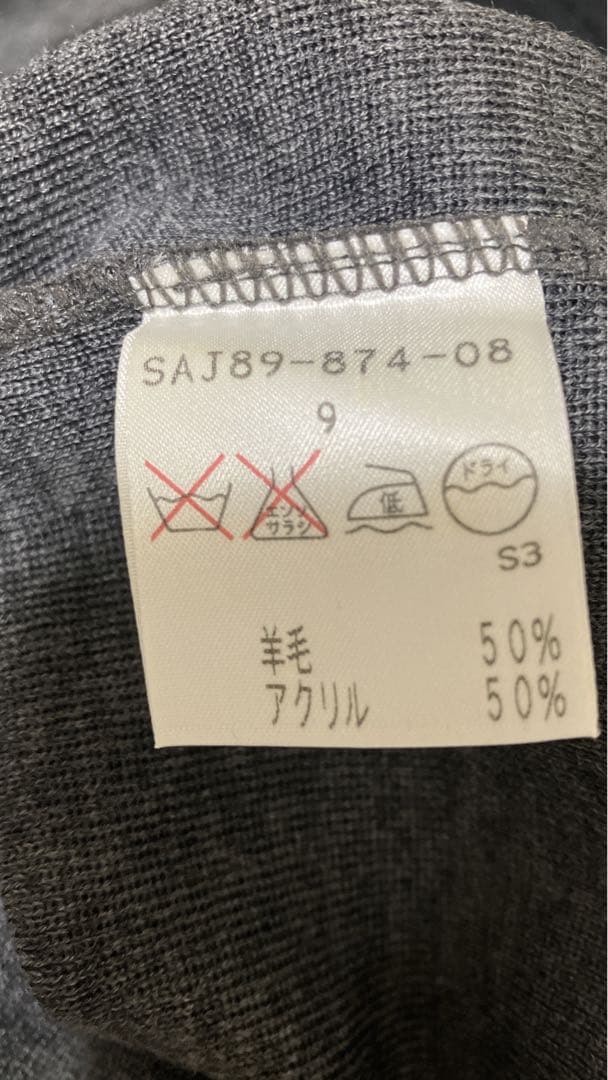 SAJ89-874-08
9
エンソ
サラシ
低
ドライ
S3
羊毛 50%
アクリル 50%